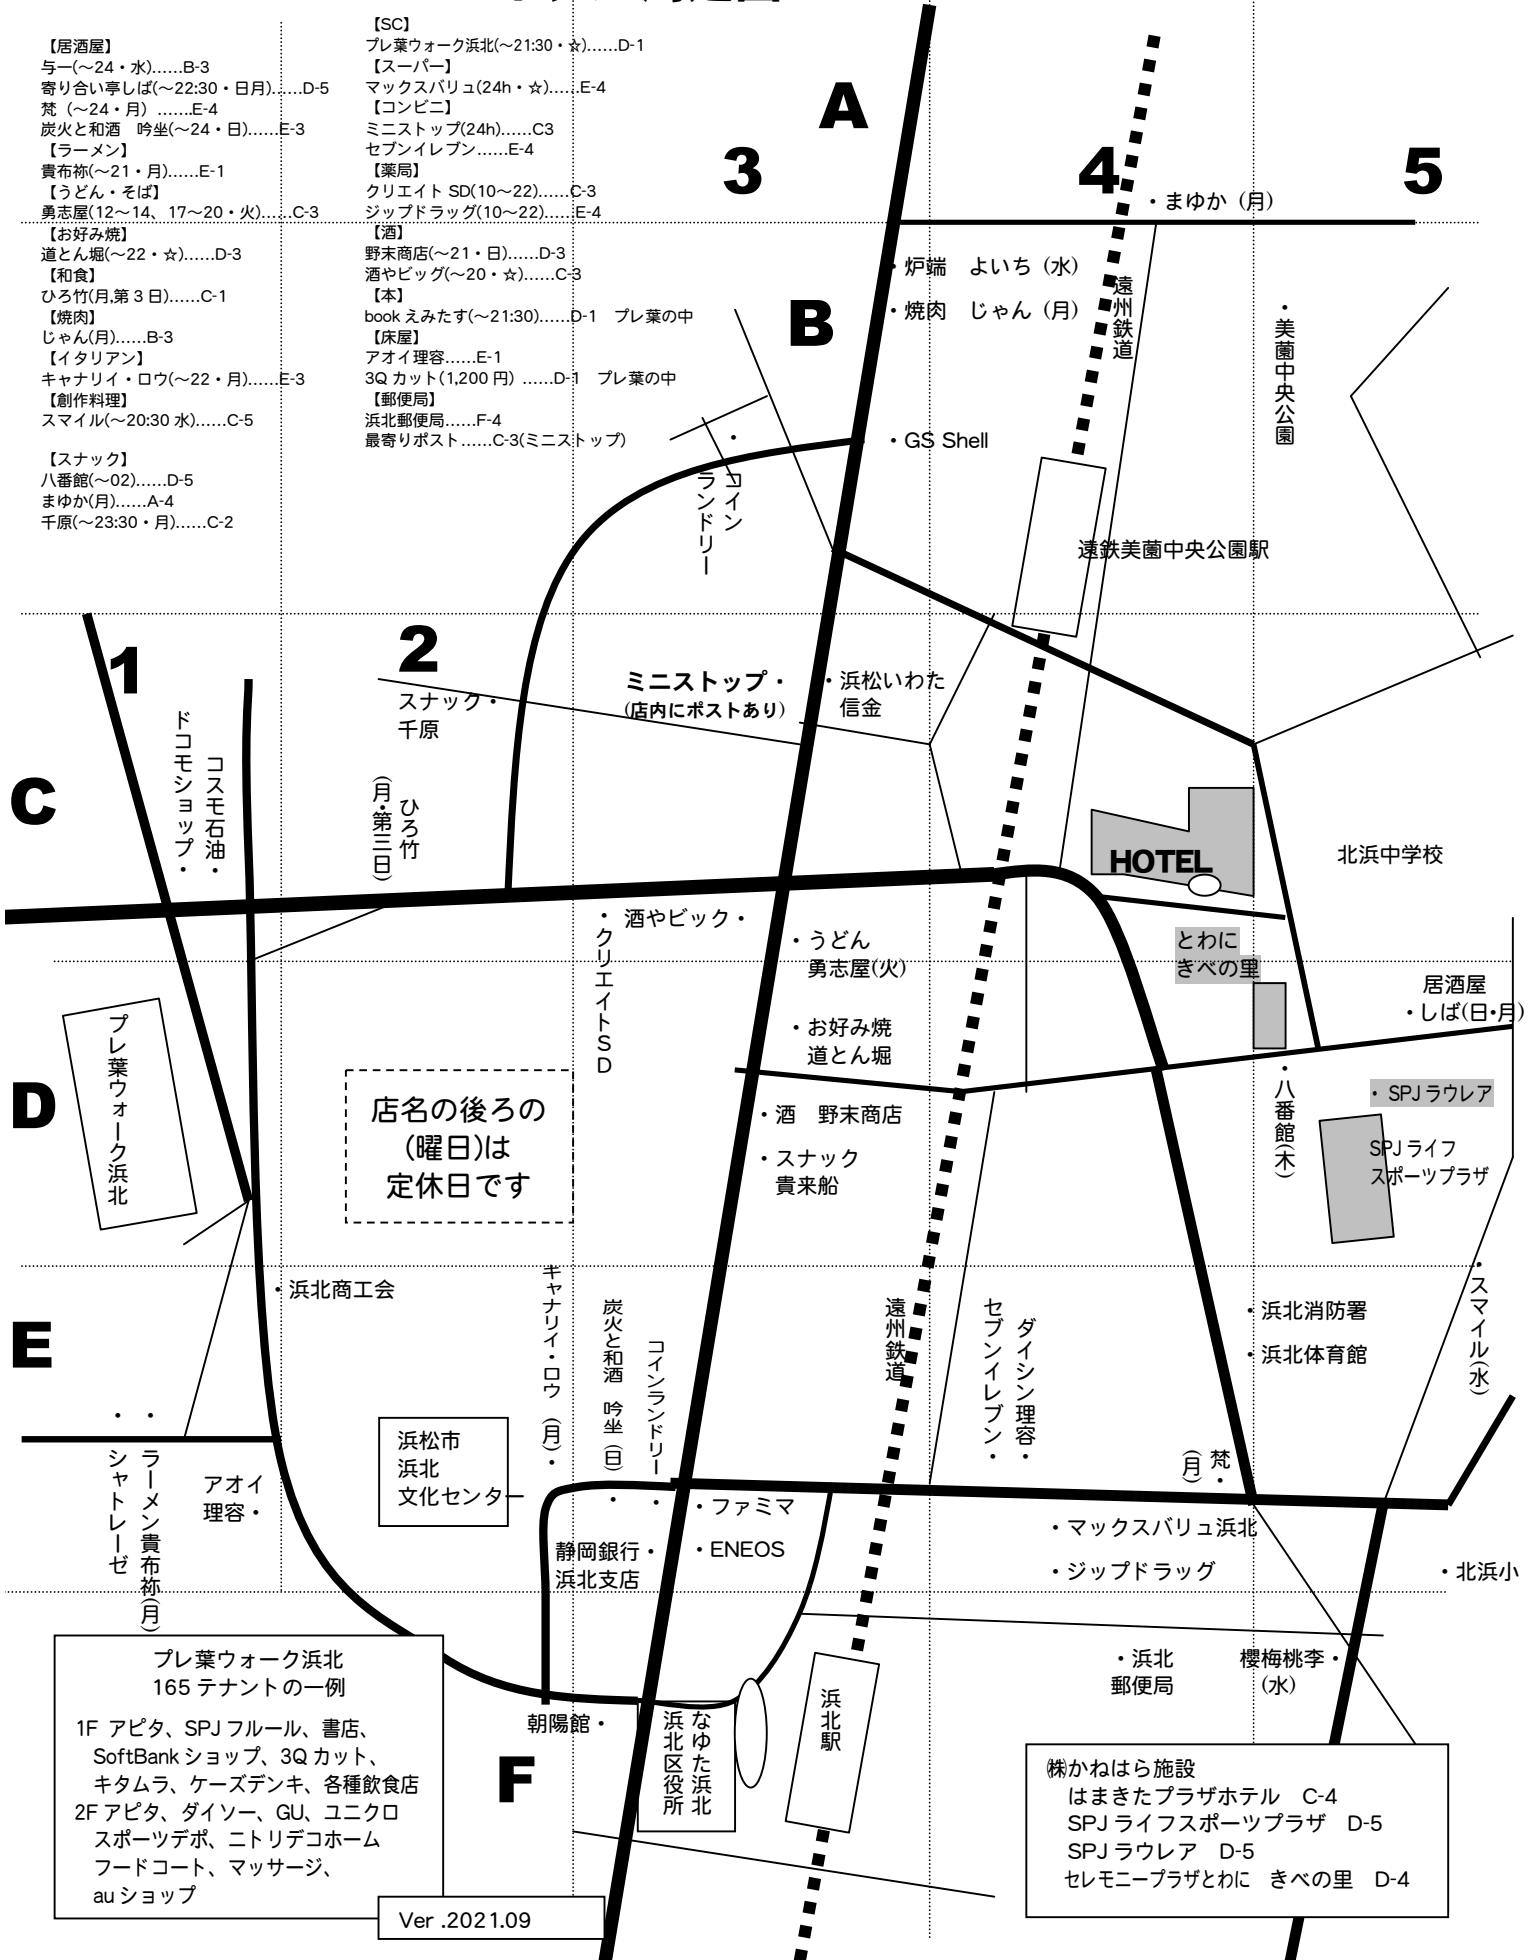 【居酒屋】
与一(～24・水)……B-3
寄り合い亭しば(～22:30・日月)……D-5
梵（～24・月）…….E-4
炭火と和酒　吟坐(～24・日)……E-3
【ラーメン】
貴布祢(～21・月)……E-1
【うどん・そば】
勇志屋(12～14、17～20・火)……C-3
【お好み焼】
道とん堀(～22・☆)……D-3
【和食】
ひろ竹(月,第3日)……C-1
【焼肉】
じゃん(月)……B-3
【イタリアン】
キャナリイ・ロウ(～22・月)……E-3
【創作料理】
スマイル(～20:30 水)……C-5
【スナック】
八番館(～02)……D-5
まゆか(月)……A-4
千原(～23:30・月)……C-2
【SC】
プレ葉ウォーク浜北(～21:30・☆)……D-1
【スーパー】
マックスバリュ(24h・☆)……E-4
【コンビニ】
ミニストップ(24h)……C3
セブンイレブン……E-4
【薬局】
クリエイト SD(10～22)……C-3
ジップドラッグ(10～22)……E-4
【酒】
野末商店(～21・日)……D-3
酒やビッグ(～20・☆)……C-3
【本】
book えみたす(～21:30)……D-1　プレ葉の中
【床屋】
アオイ理容……E-1
3Q カット(1,200 円）……D-1　プレ葉の中
【郵便局】
浜北郵便局……F-4
最寄りポスト……C-3(ミニストップ)
A
3
4
5
・まゆか（月）
・炉端　よいち（水）
B
・焼肉　じゃん（月）
遠州鉄道
・美薗中央公園
・GS Shell
・コイン
ランドリー
遠鉄美薗中央公園駅
1
2
スナック・
千原
ミニストップ・
(店内にポストあり)
・浜松いわた
信金
ドコモショップ・
コスモ石油・
C
ひろ竹
(月・第三日)
HOTEL
北浜中学校
・クリエイトSD
酒やビック・
・うどん
勇志屋(火)
とわに
きべの里
居酒屋
・しば(日・月)
・お好み焼
道とん堀
プレ葉ウォーク浜北
D
店名の後ろの
(曜日)は
定休日です
・酒　野末商店
・スナック
貴来船
・八番館(木)
・SPJ ラウレア
SPJ ライフ
スポーツプラザ
・浜北商工会
E
キャナリイ・ロウ（月）・
炭火と和酒　吟坐（日）・
コインランドリー・
遠州鉄道
セブンイレブン・
ダイシン理容・
・浜北消防署
・浜北体育館
・スマイル(水)
・ラーメン貴布祢(月)
・シャトレーゼ
アオイ
理容・
浜松市
浜北
文化センター
梵・
(月)
・ファミマ
・ENEOS
静岡銀行・
浜北支店
・マックスバリュ浜北
・ジップドラッグ
・北浜小
プレ葉ウォーク浜北
165 テナントの一例
1F アピタ、SPJ フルール、書店、
SoftBank ショップ、3Q カット、
キタムラ、ケーズデンキ、各種飲食店
2F アピタ、ダイソー、GU、ユニクロ
スポーツデポ、ニトリデコホーム
フードコート、マッサージ、
au ショップ
朝陽館・
F
なゆた浜北
浜北区役所
浜北駅
・浜北
郵便局
櫻梅桃李・
(水)
㈱かねはら施設
はまきたプラザホテル　C-4
SPJ ライフスポーツプラザ　D-5
SPJ ラウレア　D-5
セレモニープラザとわに　きべの里　D-4
Ver .2021.09